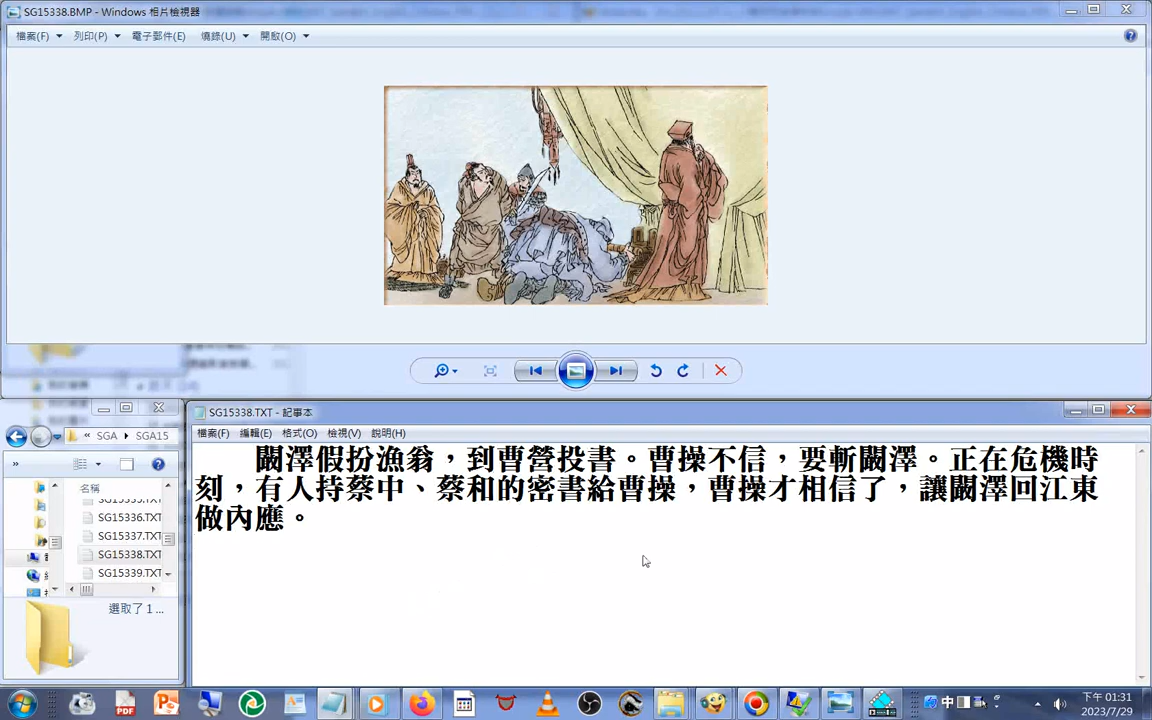 SG15338.BMP - Windows 相片檢視器
檔案(F) 列印(P) 電子郵件(E) 燒錄(U) 開啟(O)
SG15338.TXT - 記事本
檔案(F) 編輯(E) 格式(O) 檢視(V) 說明(H)
闞澤假扮漁翁，到曹營投書。曹操不信，要斬闞澤。正在危機時
刻，有人持蔡中、蔡和的密書給曹操，曹操才相信了，讓闞澤回江東
做內應。
« SGA ▸ SGA15
»
名稱
SG15335.TXT
SG15336.TXT
SG15337.TXT
SG15338.TXT
SG15339.TXT
選取了 1 ...
PDF
中
下午 01:31
2023/7/29